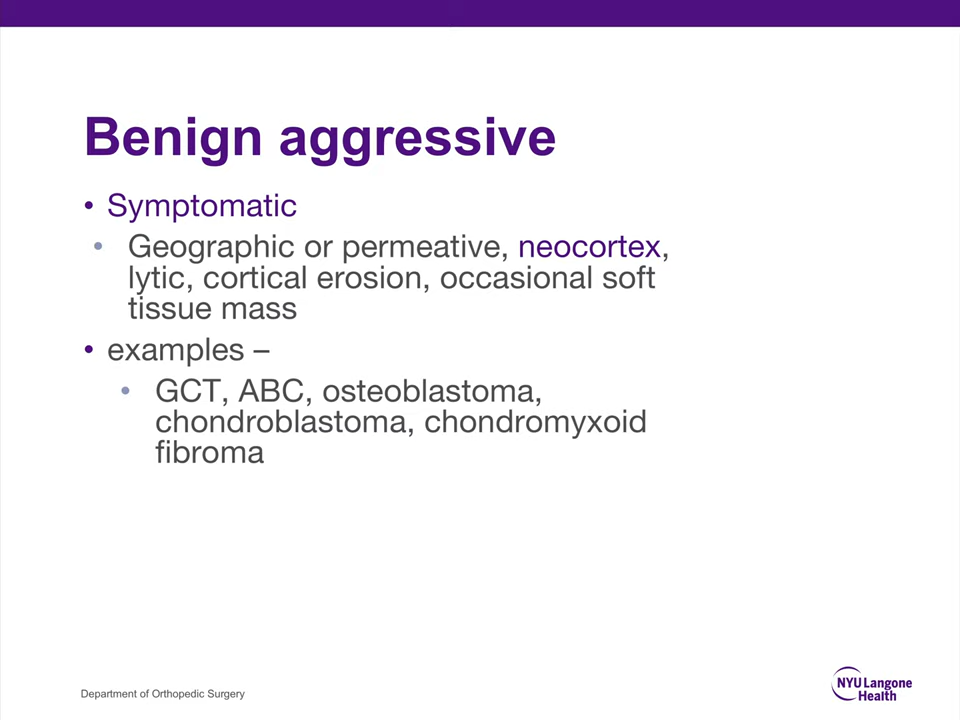 Benign aggressive
• Symptomatic
• Geographic or permeative, neocortex,
lytic, cortical erosion, occasional soft
tissue mass
• examples –
• GCT, ABC, osteoblastoma,
chondroblastoma, chondromyxoid
fibroma
Department of Orthopedic Surgery
NYU Langone
Health